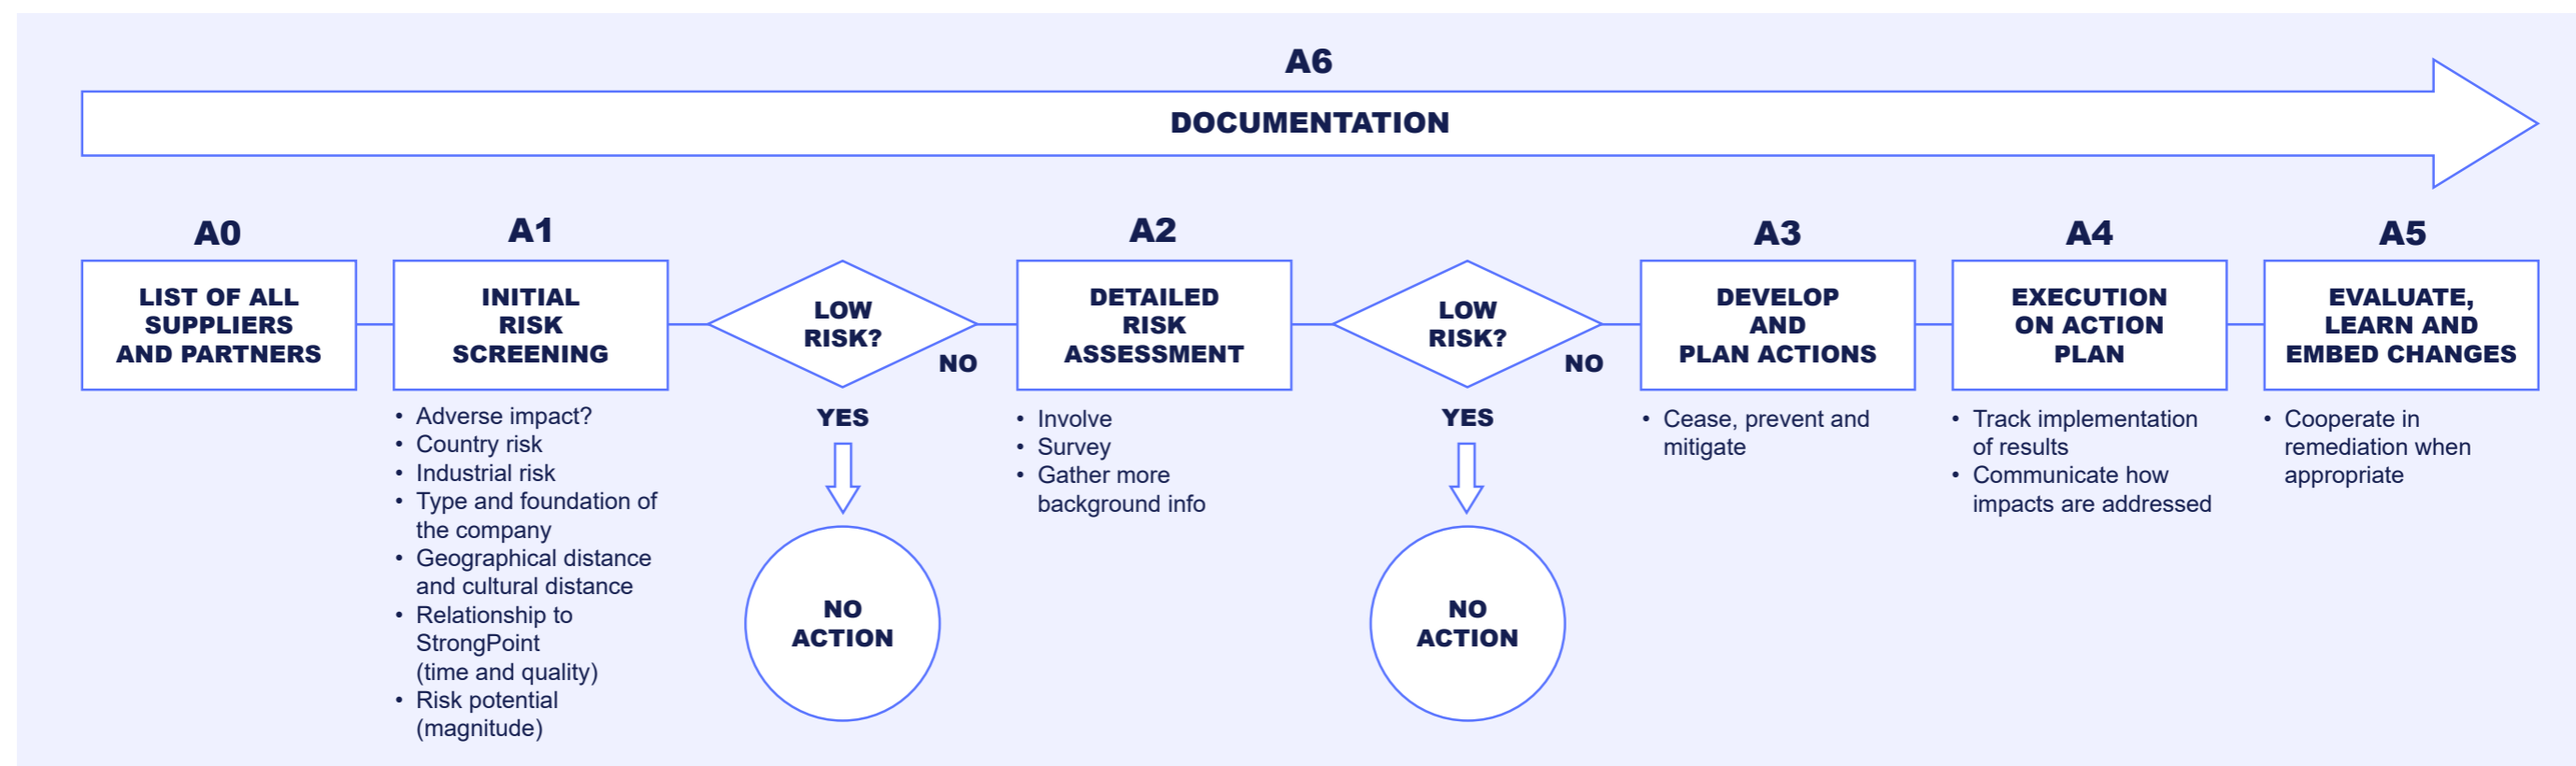 A6
DOCUMENTATION
A0
LIST OF ALL
SUPPLIERS
AND PARTNERS
A1
INITIAL
RISK
SCREENING
• Adverse impact?
• Country risk
• Industrial risk
• Type and foundation of
the company
• Geographical distance
and cultural distance
• Relationship to
StrongPoint
(time and quality)
• Risk potential
(magnitude)
LOW
RISK?
NO
YES
NO
ACTION
A2
DETAILED
RISK
ASSESSMENT
• Involve
• Survey
• Gather more
background info
LOW
RISK?
NO
YES
NO
ACTION
A3
DEVELOP
AND
PLAN ACTIONS
• Cease, prevent and
mitigate
A4
EXECUTION
ON ACTION
PLAN
• Track implementation
of results
• Communicate how
impacts are addressed
A5
EVALUATE,
LEARN AND
EMBED CHANGES
• Cooperate in
remediation when
appropriate